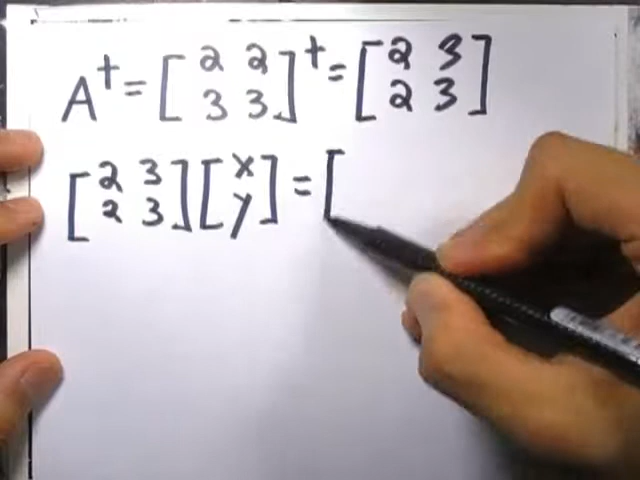 A^t = [2 2; 3 3]^t = [2 3; 2 3]
[2 3; 2 3] [x; y] = [